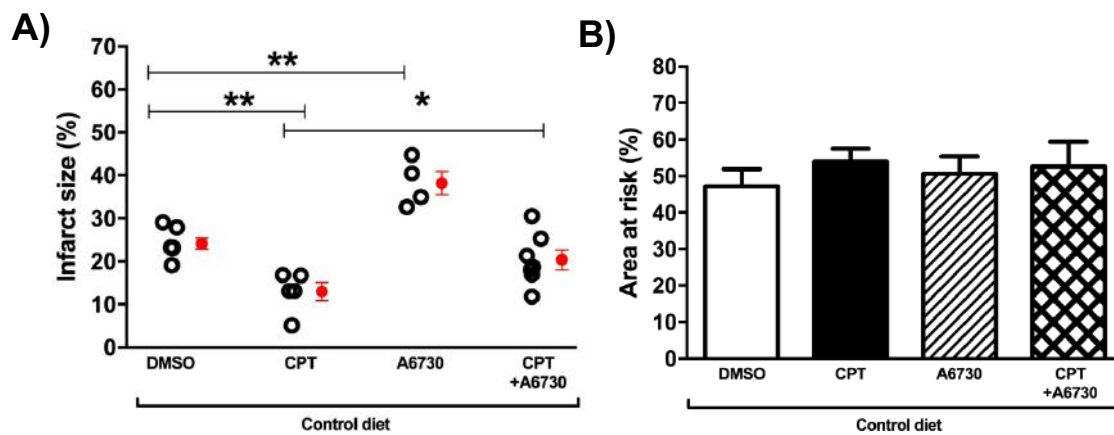 A)
Infarct size (%)
70
60
50
40
30
20
10
0
**
**
*
DMSO
CPT
A6730
CPT
+A6730
Control diet
B)
Area at risk (%)
80
70
60
50
40
30
20
10
0
DMSO
CPT
A6730
CPT
+A6730
Control diet